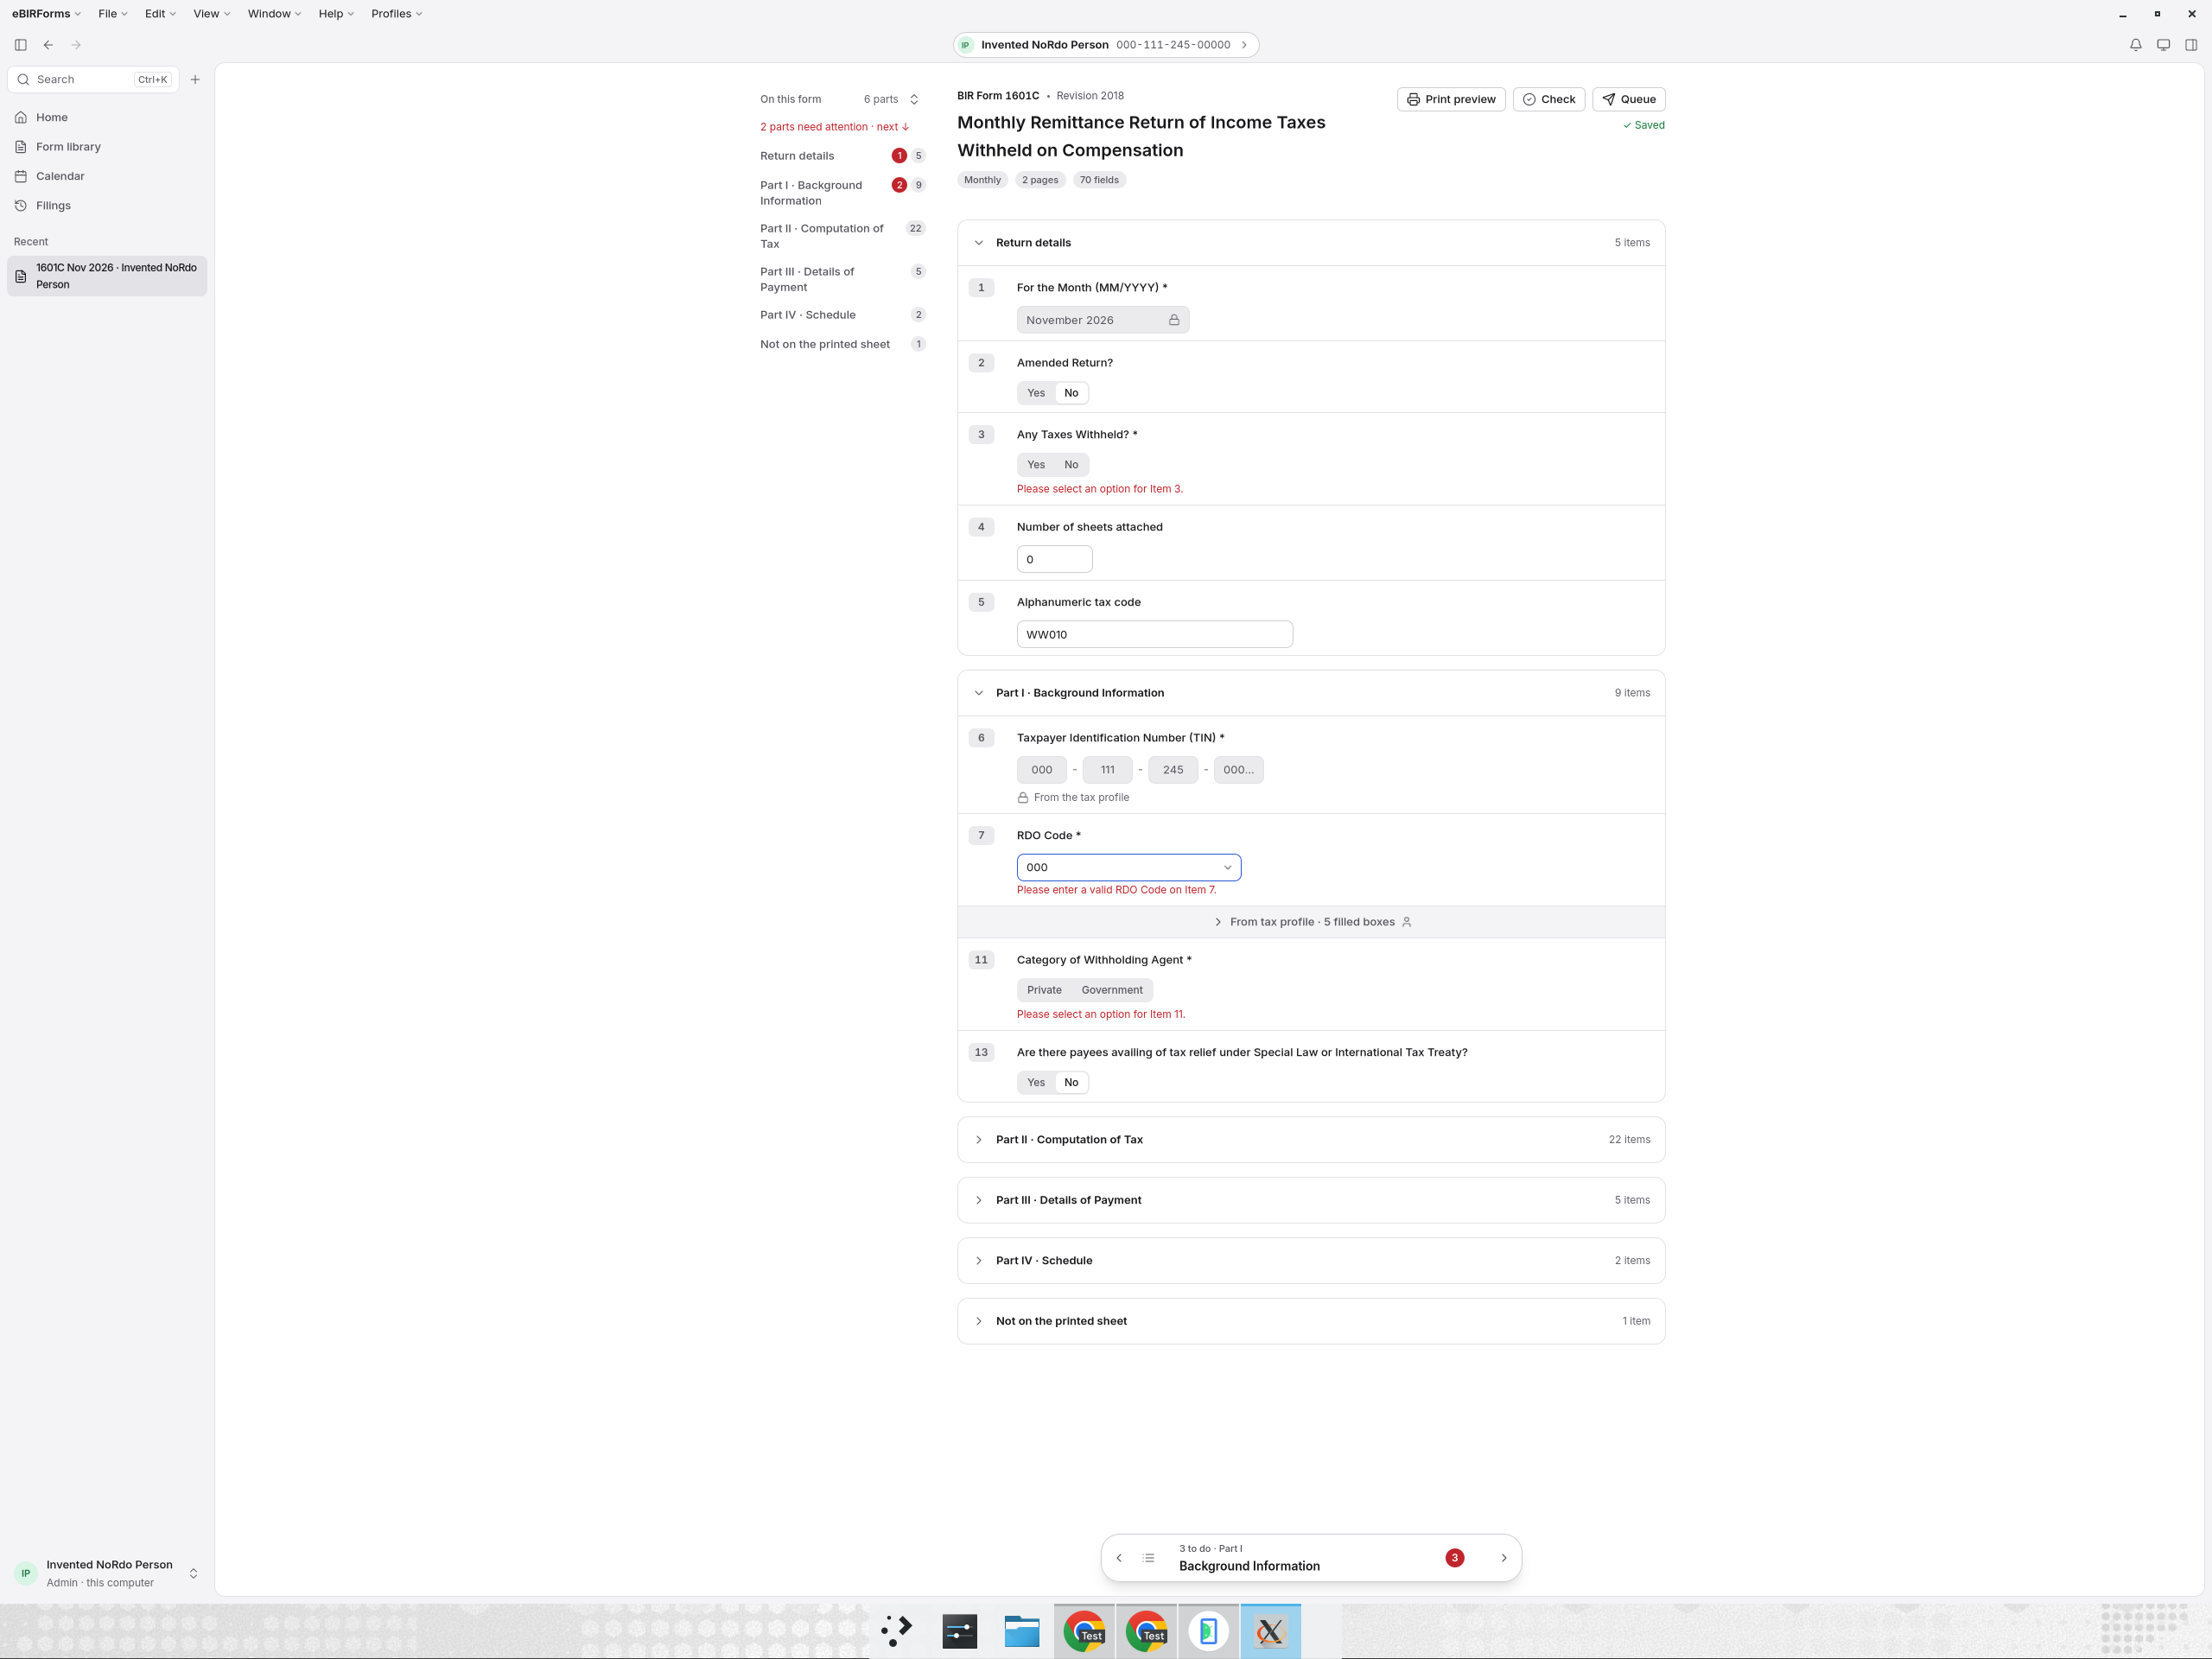 eBIRForms File Edit View Window Help Profiles
IP Invented NoRdo Person 000-111-245-00000
Search Ctrl+K
Home
Form library
Calendar
Filings
Recent
1601C Nov 2026 · Invented NoRdo
Person
On this form 6 parts
2 parts need attention · next ↓
Return details 1 5
Part I · Background
Information 2 9
Part II · Computation of
Tax 22
Part III · Details of
Payment 5
Part IV · Schedule 2
Not on the printed sheet 1
BIR Form 1601C • Revision 2018
Print preview Check Queue
Monthly Remittance Return of Income Taxes
Withheld on Compensation
✓ Saved
Monthly 2 pages 70 fields
Return details 5 items
1 For the Month (MM/YYYY) *
November 2026
2 Amended Return?
Yes No
3 Any Taxes Withheld? *
Yes No
Please select an option for Item 3.
4 Number of sheets attached
0
5 Alphanumeric tax code
WW010
Part I · Background Information 9 items
6 Taxpayer Identification Number (TIN) *
000 - 111 - 245 - 000...
From the tax profile
7 RDO Code *
000
Please enter a valid RDO Code on Item 7.
From tax profile · 5 filled boxes
11 Category of Withholding Agent *
Private Government
Please select an option for Item 11.
13 Are there payees availing of tax relief under Special Law or International Tax Treaty?
Yes No
Part II · Computation of Tax 22 items
Part III · Details of Payment 5 items
Part IV · Schedule 2 items
Not on the printed sheet 1 item
3 to do · Part I
Background Information 3
IP Invented NoRdo Person
Admin · this computer
Test Test